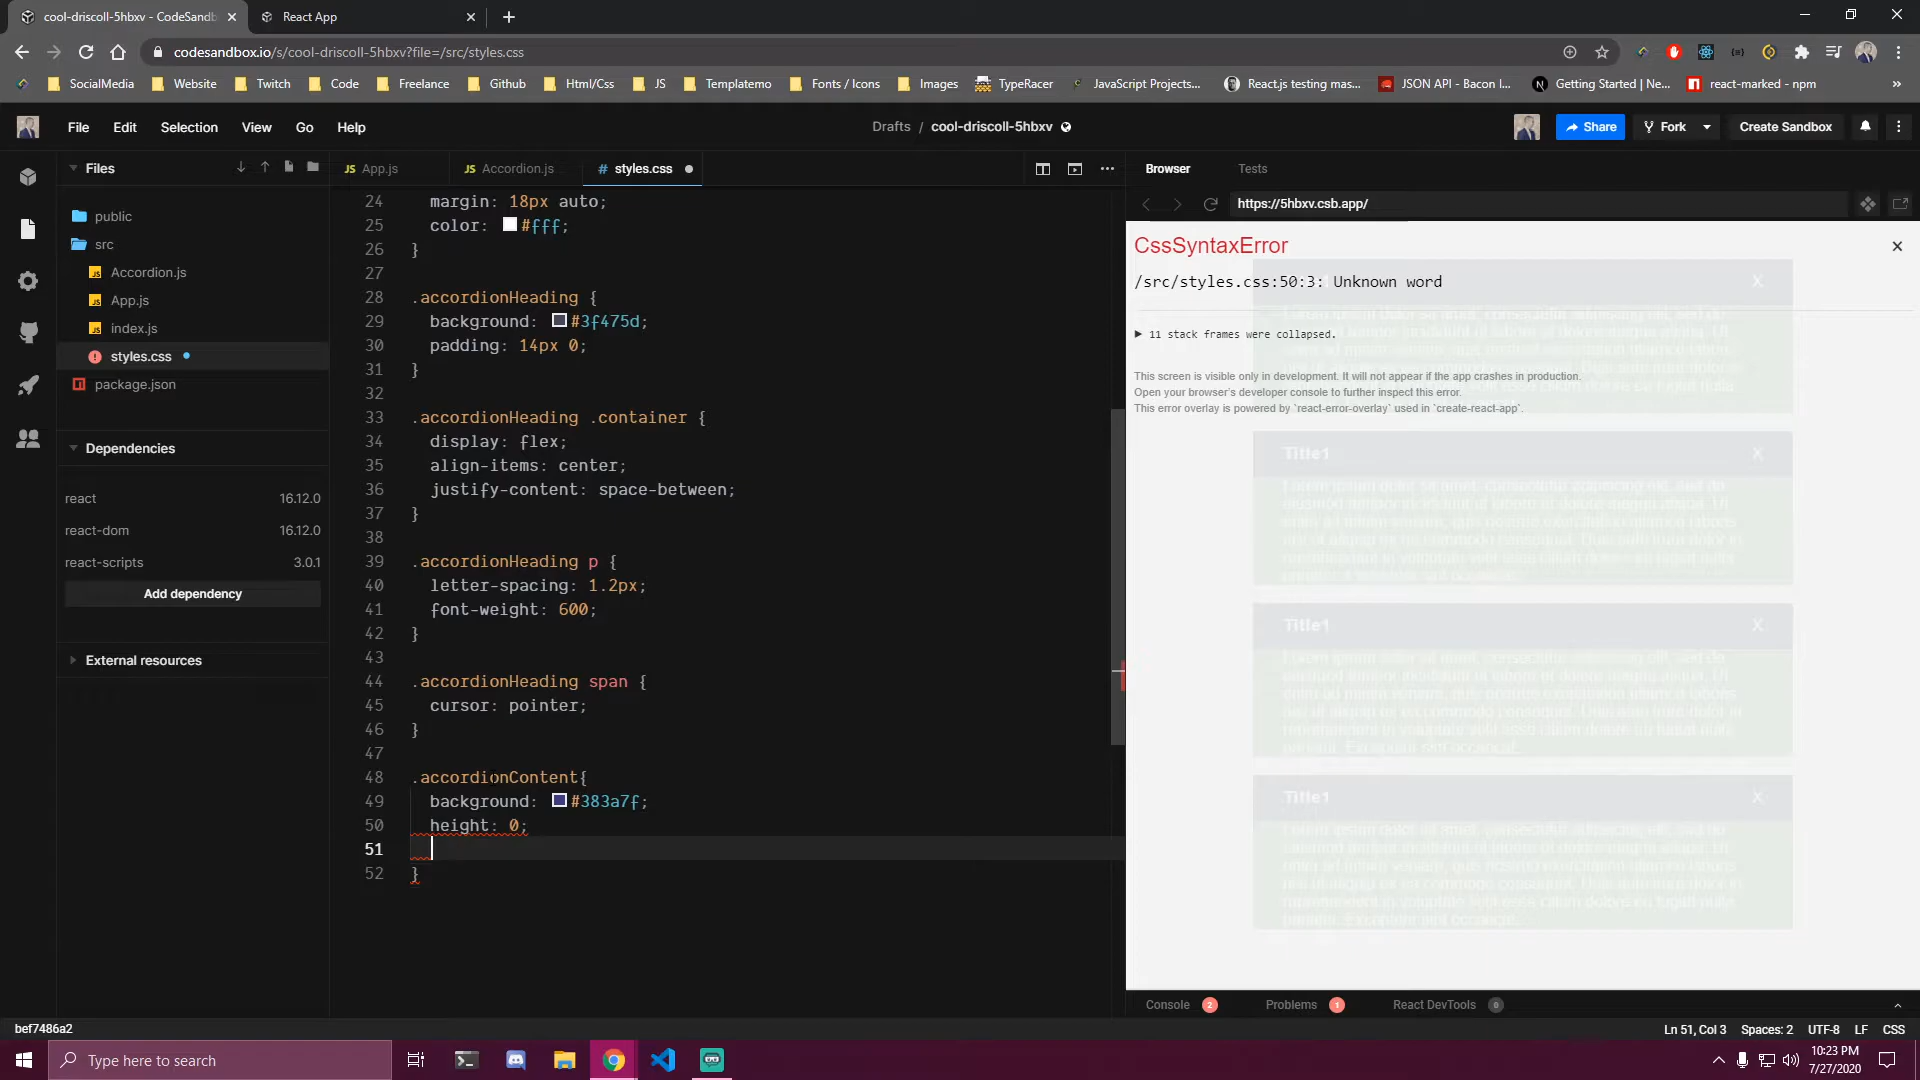 cool-driscoll-5hbxv - CodeSandb
React App
codesandbox.io/s/cool-driscoll-5hbxv?file=/src/styles.css
SocialMedia
Website
Twitch
Code
Freelance
Github
Html/Css
JS
Templatemo
Fonts / Icons
Images
TypeRacer
JavaScript Projects...
React.js testing mas...
JSON API - Bacon I...
Getting Started | Ne...
react-marked - npm
»
File
Edit
Selection
View
Go
Help
Drafts / cool-driscoll-5hbxv
Share
Fork
Create Sandbox
Files
public
src
Accordion.js
App.js
index.js
styles.css
package.json
Dependencies
react 16.12.0
react-dom 16.12.0
react-scripts 3.0.1
Add dependency
External resources
JS App.js
JS Accordion.js
# styles.css
24 margin: 18px auto;
25 color: #fff;
26 }
27
28 .accordionHeading {
29 background: #3f475d;
30 padding: 14px 0;
31 }
32
33 .accordionHeading .container {
34 display: flex;
35 align-items: center;
36 justify-content: space-between;
37 }
38
39 .accordionHeading p {
40 letter-spacing: 1.2px;
41 font-weight: 600;
42 }
43
44 .accordionHeading span {
45 cursor: pointer;
46 }
47
48 .accordionContent{
49 background: #383a7f;
50 height: 0;
51
52 }
Browser
Tests
https://5hbxv.csb.app/
CssSyntaxError
/src/styles.css:50:3: Unknown word
▶ 11 stack frames were collapsed.
This screen is visible only in development. It will not appear if the app crashes in production.
Open your browser's developer console to further inspect this error.
This error overlay is powered by `react-error-overlay` used in `create-react-app`.
Title1 X
Title1 X
Title1 X
Console 2
Problems 1
React DevTools 0
bef7486a2
Ln 51, Col 3
Spaces: 2
UTF-8
LF
CSS
Type here to search
10:23 PM
7/27/2020